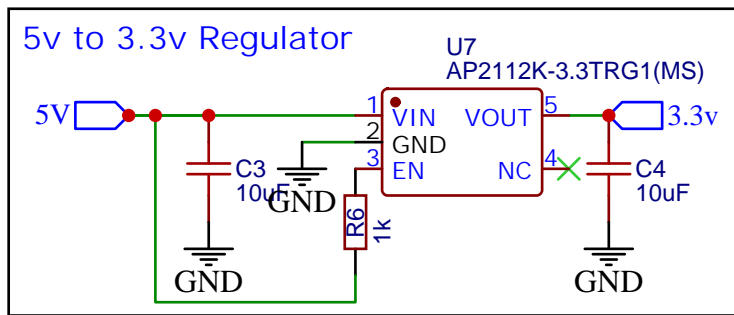 5v to 3.3v Regulator
U7
AP2112K-3.3TRG1(MS)
5V
1
VIN
VOUT
5
3.3v
2
GND
3
EN
NC
4
C3
10uF
GND
R6
1k
C4
10uF
GND
GND